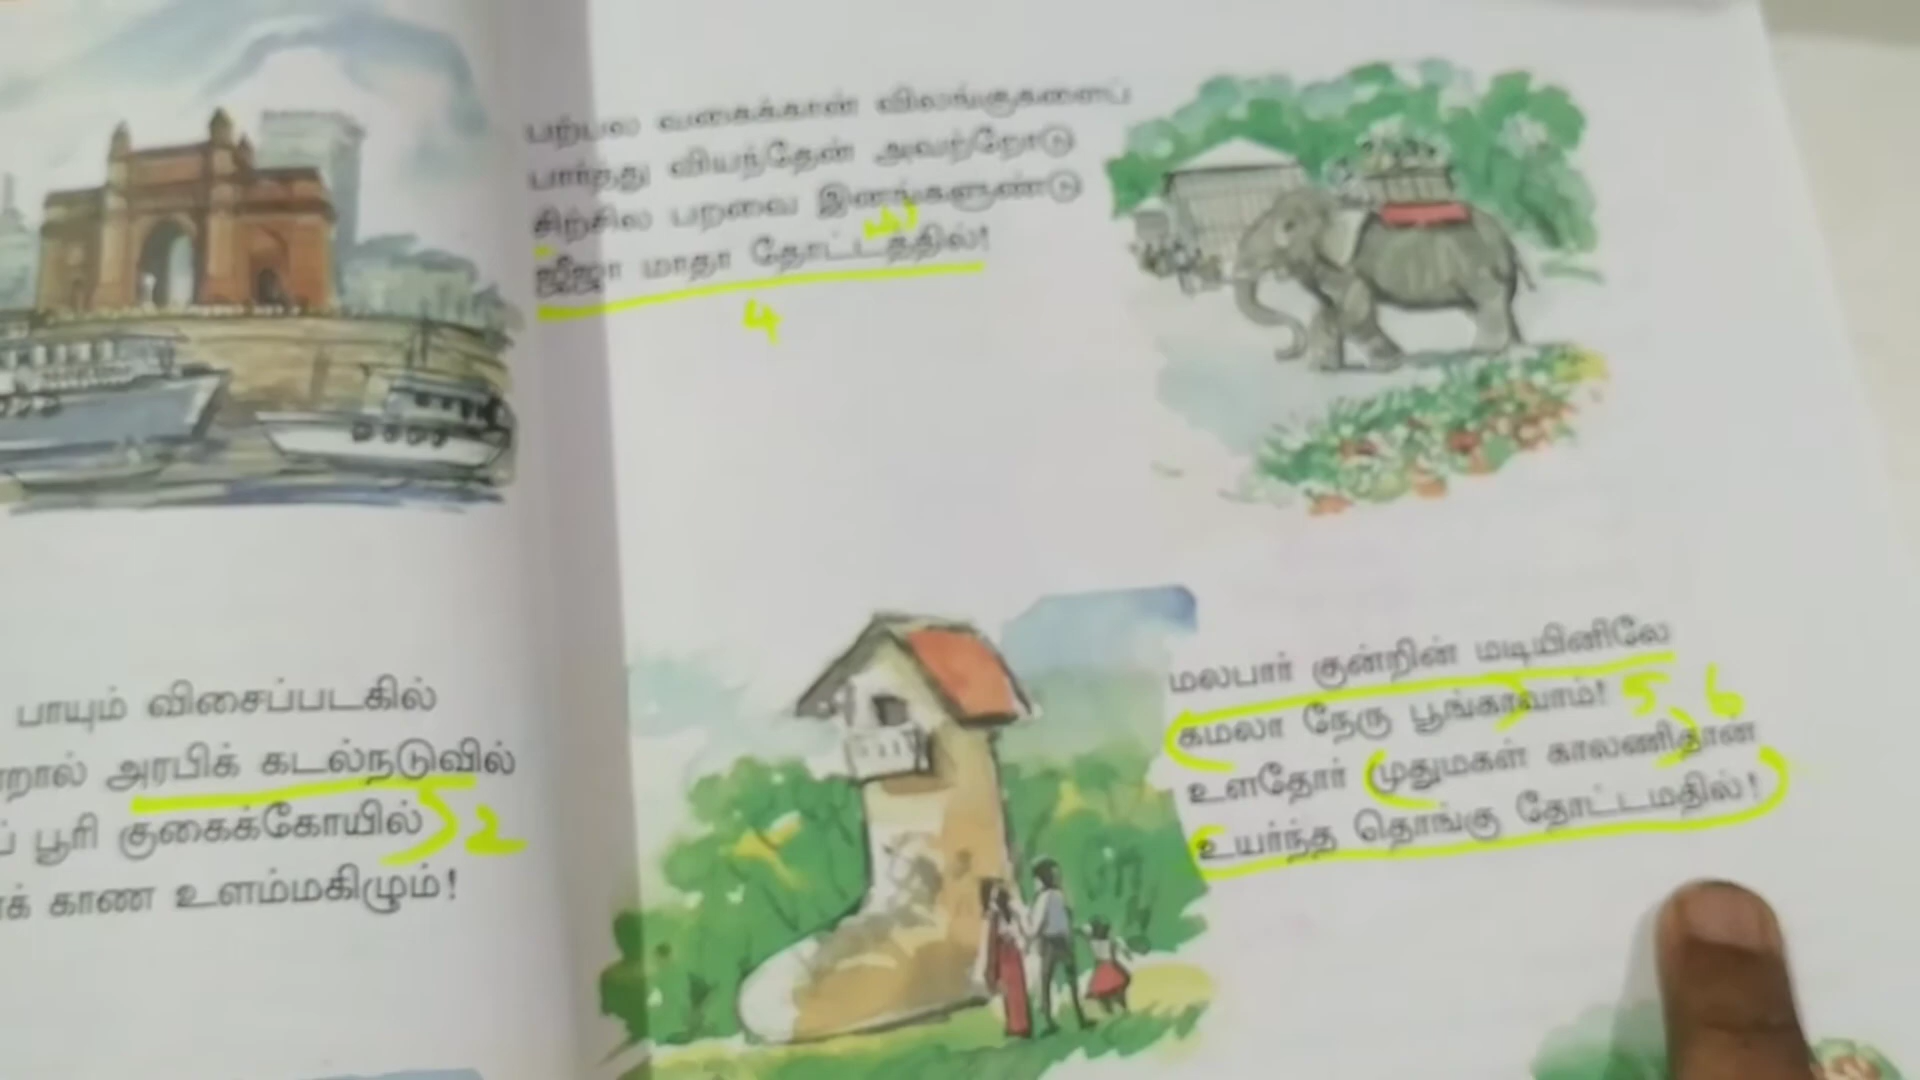 பாயும் விசைப்படகில்
அரபிக் கடல்நடுவில்
பூரி குகைக்கோயில் 2
காண உளம்மகிழும்!
பற்பல வகைக்கான் விலங்குகளைப்
பார்த்து வியந்தேன் அவற்றோடு
சிற்சில பறவை இனங்களுண்டு
ஜீஜா மாதா தோட்டத்தில்!
4
மலபார் குன்றின் மடியினிலே
கமலா நேரு பூங்காவாம்! 5 6
உளதோர் முதுமகள் காலணிதான்
உயர்ந்த தொங்கு தோட்டமதில்!